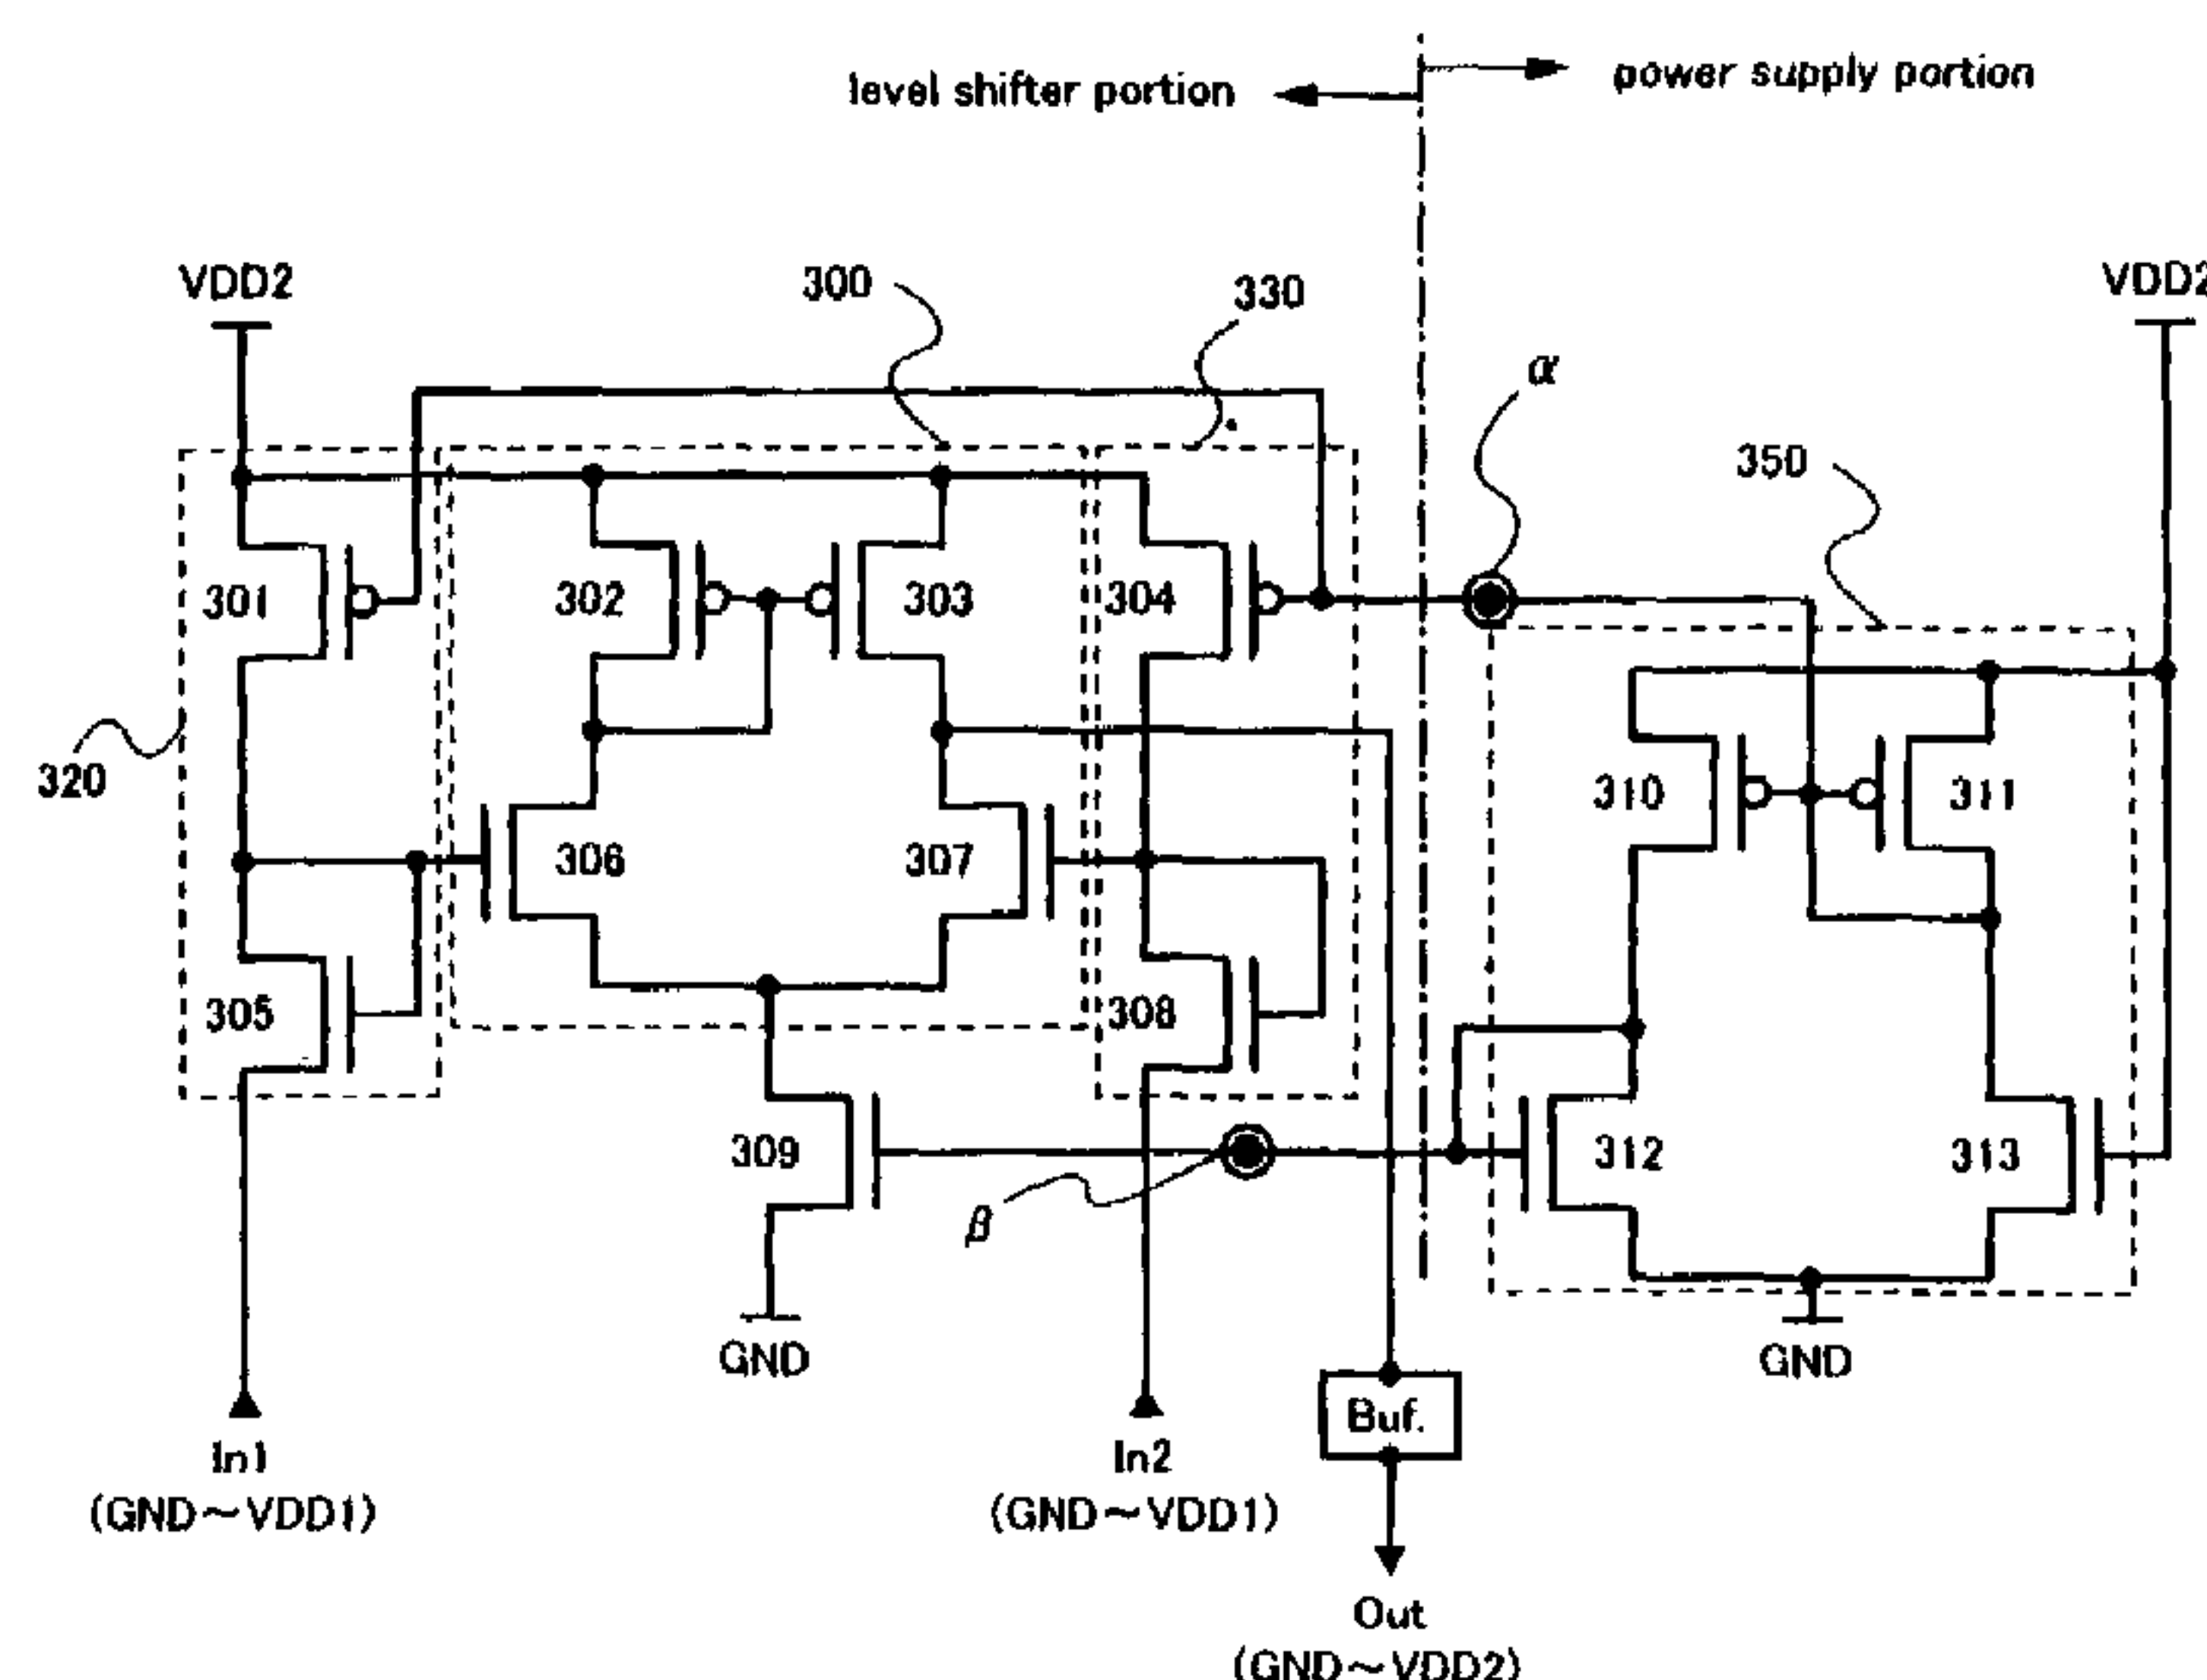 level shifter portion
power supply portion
VDD2
300
330
VDD2
α
350
301
302
303
304
320
310
311
306
307
305
308
309
312
313
β
GND
GND
Buf.
In1
(GND~VDD1)
In2
(GND~VDD1)
Out
(GND~VDD2)